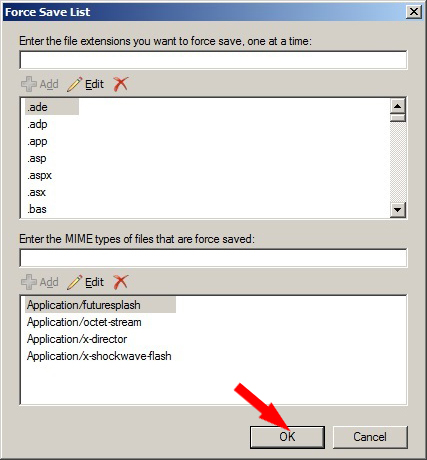 Force Save List
Enter the file extensions you want to force save, one at a time:
Add Edit
.ade
.adp
.app
.asp
.aspx
.asx
.bas
Enter the MIME types of files that are force saved:
Add Edit
Application/futuresplash
Application/octet-stream
Application/x-director
Application/x-shockwave-flash
OK Cancel